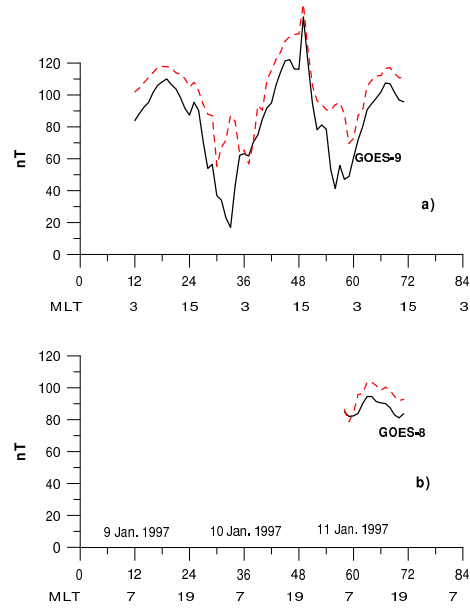 120
100
80
60
40
20
0
nT
GOES-9
a)
0 12 24 36 48 60 72 84
MLT 3 15 3 15 3 15 3
120
100
80
60
40
20
0
nT
GOES-8
b)
9 Jan. 1997 10 Jan. 1997 11 Jan. 1997
0 12 24 36 48 60 72 84
MLT 7 19 7 19 7 19 7